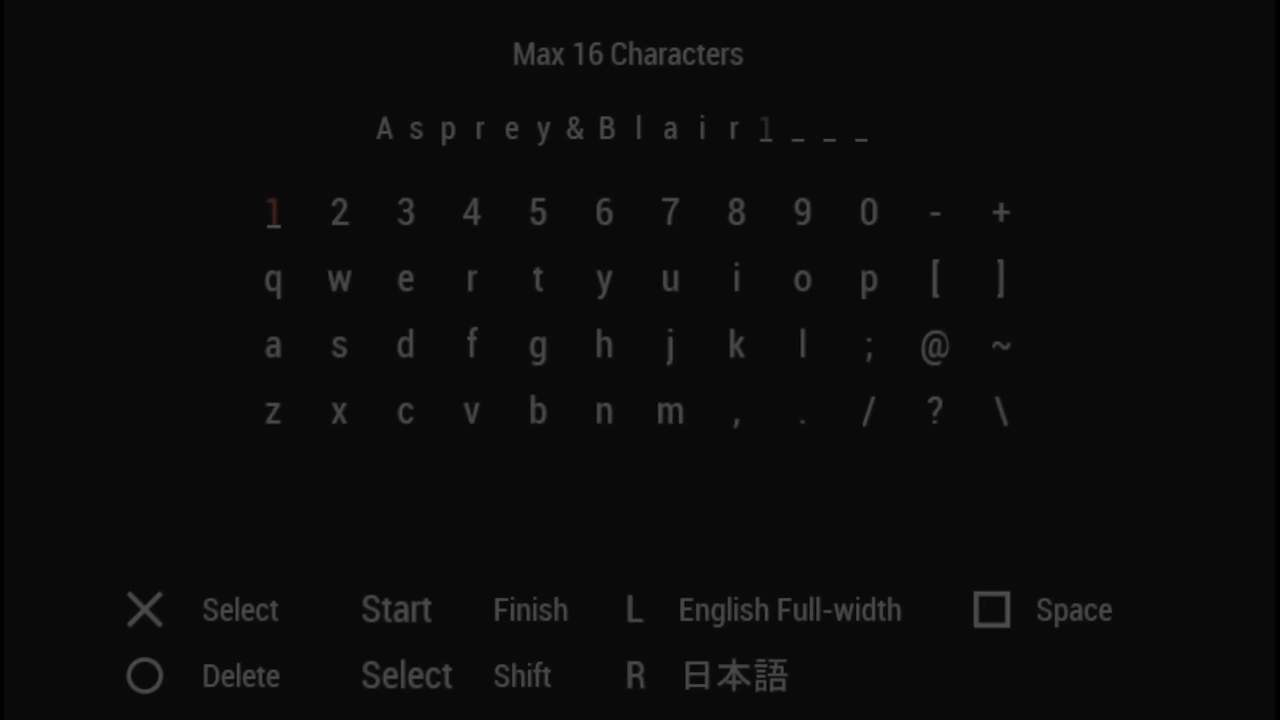 Max 16 Characters
Asprey&Blair1___
1 2 3 4 5 6 7 8 9 0 - +
q w e r t y u i o p [ ]
a s d f g h j k l ; @ ~
z x c v b n m , . / ? \
Select Start Finish L English Full-width Space
Delete Select Shift R 日本語